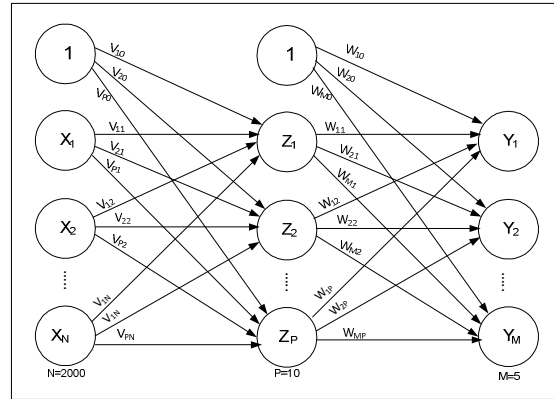 1 1
V10 W10
V20 W20
VP0 WM0
X1 Z1 Y1
V11 W11
V21 W21
VP1 WM1
V12 W12
X2 Z2 Y2
V22 W22
VP2 WM2
V1N W1P
V1N W2P
XN ZP YM
VPN WMP
N=2000 P=10 M=5